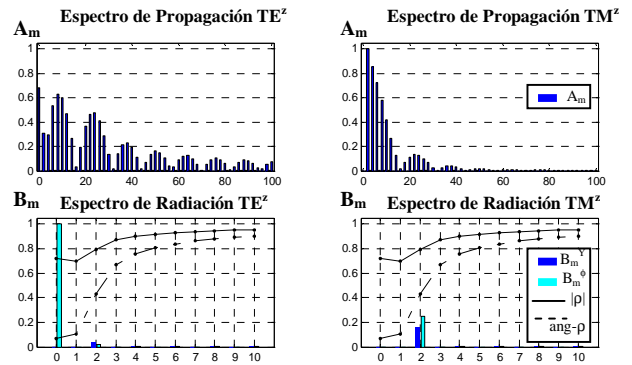 Espectro de Propagación TE^z
A_m
1
0.8
0.6
0.4
0.2
0
0 20 40 60 80 100
Espectro de Propagación TM^z
A_m
1
0.8
0.6
0.4
0.2
0
0 20 40 60 80 100
A_m
Espectro de Radiación TE^z
B_m
1
0.8
0.6
0.4
0.2
0
0 1 2 3 4 5 6 7 8 9 10
Espectro de Radiación TM^z
B_m
1
0.8
0.6
0.4
0.2
0
0 1 2 3 4 5 6 7 8 9 10
B_m^Y
B_m^ϕ
|ρ|
ang-ρ